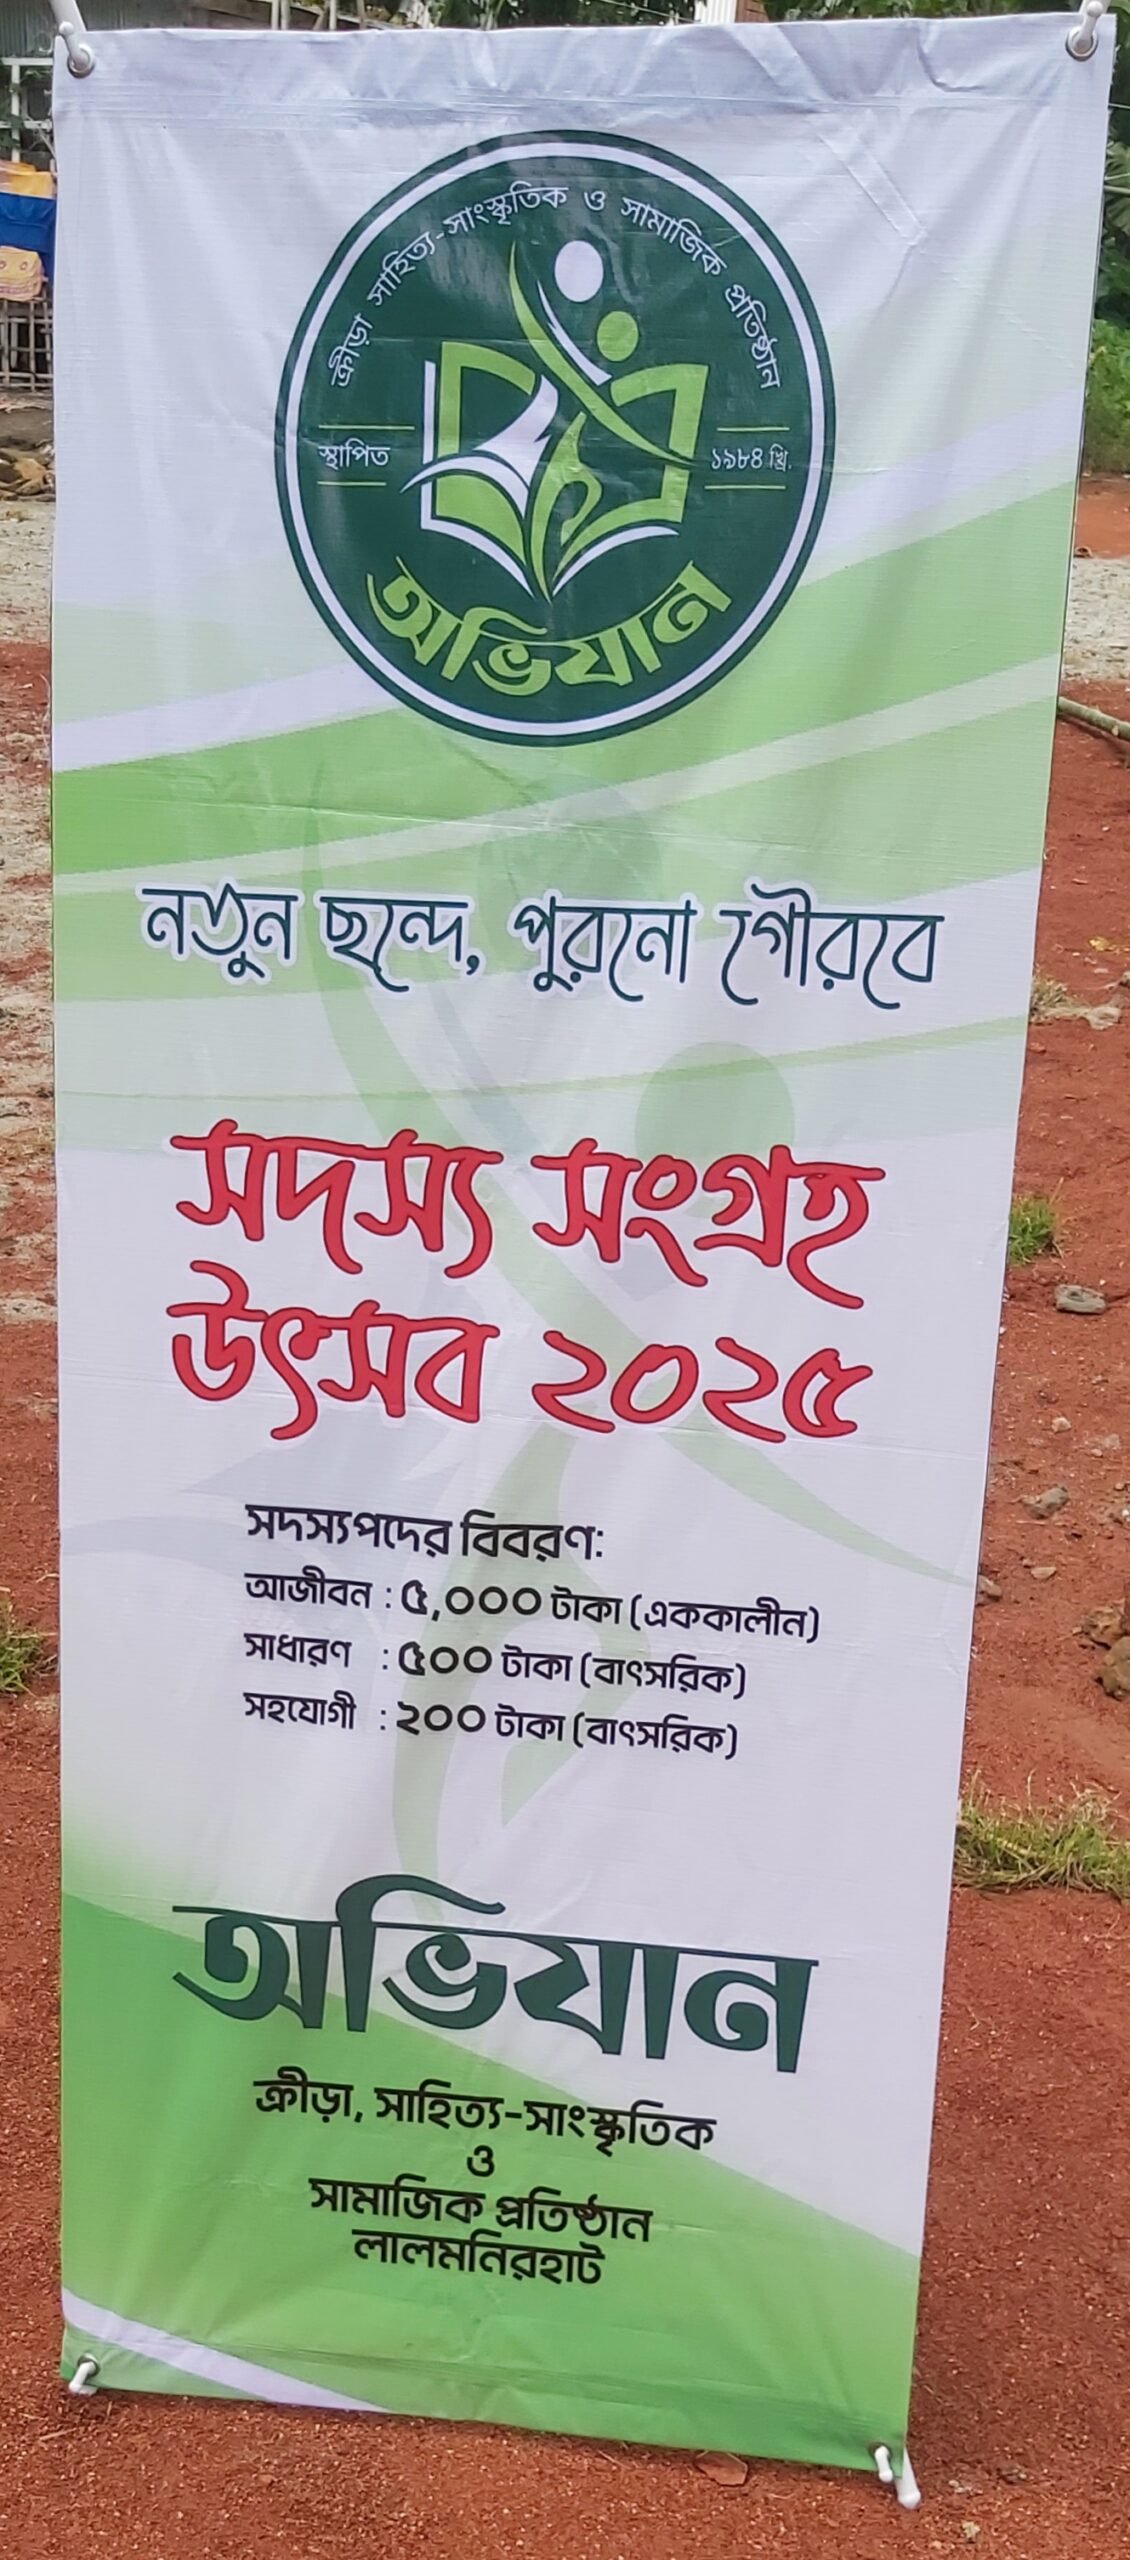 ক্রীড়া সাহিত্য-সাংস্কৃতিক ও সামাজিক প্রতিষ্ঠান
স্থাপিত ১৯৮৪ খ্রি.
অভিযান
নতুন ছন্দে, পুরনো গৌরবে
সদস্য সংগ্রহ
উৎসব ২০২৫
সদস্যপদের বিবরণ:
আজীবন : ৫,০০০ টাকা (এককালীন)
সাধারণ : ৫০০ টাকা (বাৎসরিক)
সহযোগী : ২০০ টাকা (বাৎসরিক)
অভিযান
ক্রীড়া, সাহিত্য-সাংস্কৃতিক
ও
সামাজিক প্রতিষ্ঠান
লালমনিরহাট